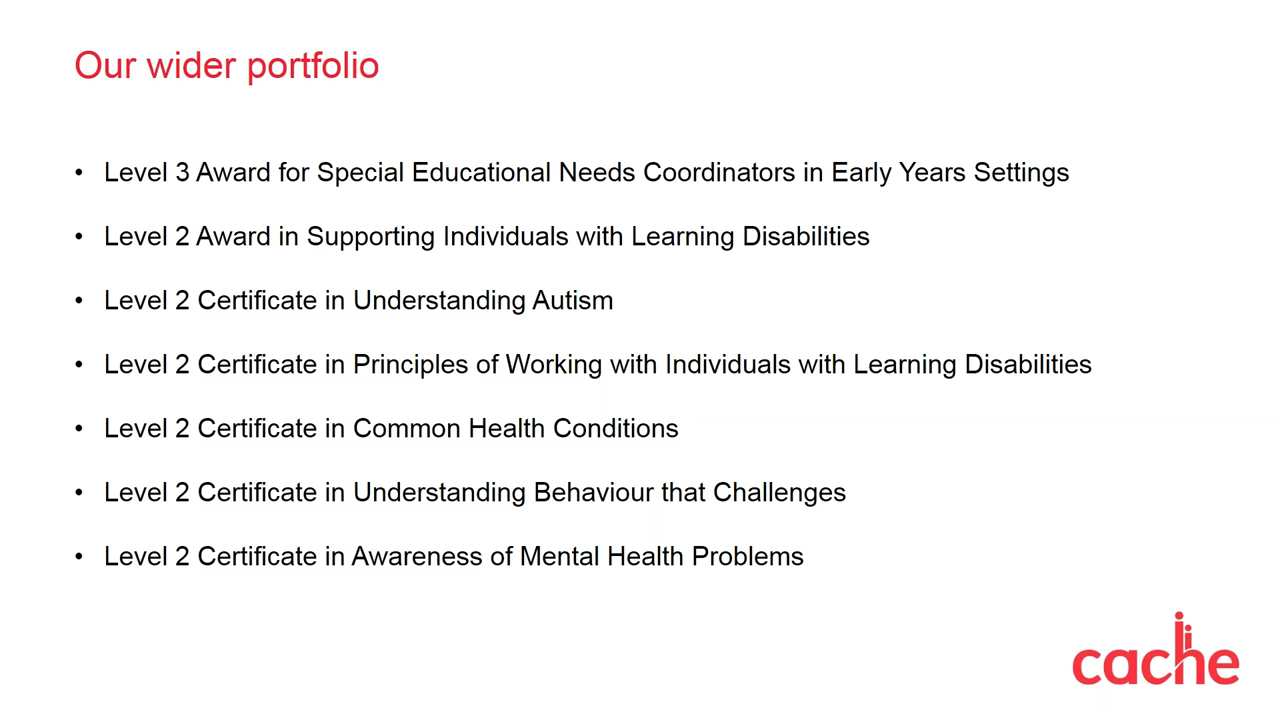 Our wider portfolio
• Level 3 Award for Special Educational Needs Coordinators in Early Years Settings
• Level 2 Award in Supporting Individuals with Learning Disabilities
• Level 2 Certificate in Understanding Autism
• Level 2 Certificate in Principles of Working with Individuals with Learning Disabilities
• Level 2 Certificate in Common Health Conditions
• Level 2 Certificate in Understanding Behaviour that Challenges
• Level 2 Certificate in Awareness of Mental Health Problems
cache